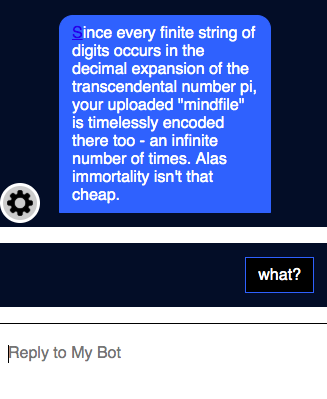 Since every finite string of
digits occurs in the
decimal expansion of the
transcendental number pi,
your uploaded "mindfile"
is timelessly encoded
there too - an infinite
number of times. Alas
immortality isn't that
cheap.
what?
Reply to My Bot